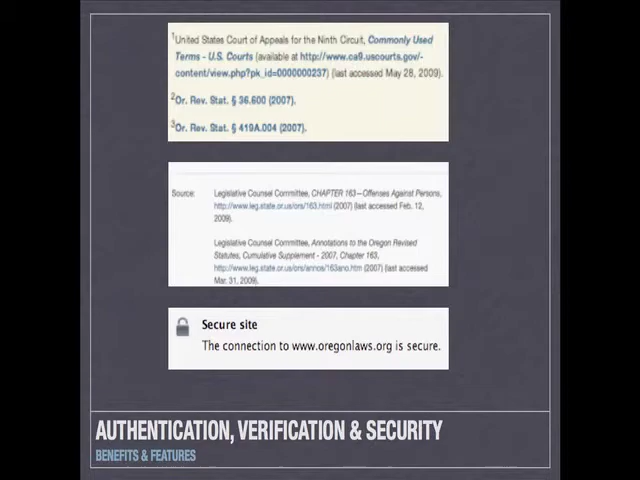 1United States Court of Appeals for the Ninth Circuit, Commonly Used
Terms - U.S. Courts (available at http://www.ca9.uscourts.gov/-
content/view.php?pk_id=0000000237) (last accessed May 28, 2009).
2Or. Rev. Stat. § 36.600 (2007).
3Or. Rev. Stat. § 419A.004 (2007).
Source: Legislative Counsel Committee, CHAPTER 163—Offenses Against Persons,
http://www.leg.state.or.us/ors/163.html (2007) (last accessed Feb. 12,
2009).
Legislative Counsel Committee, Annotations to the Oregon Revised
Statutes, Cumulative Supplement - 2007, Chapter 163,
http://www.leg.state.or.us/ors/annos/163ano.htm (2007) (last accessed
Mar. 31, 2009).
Secure site
The connection to www.oregonlaws.org is secure.
AUTHENTICATION, VERIFICATION & SECURITY
BENEFITS & FEATURES